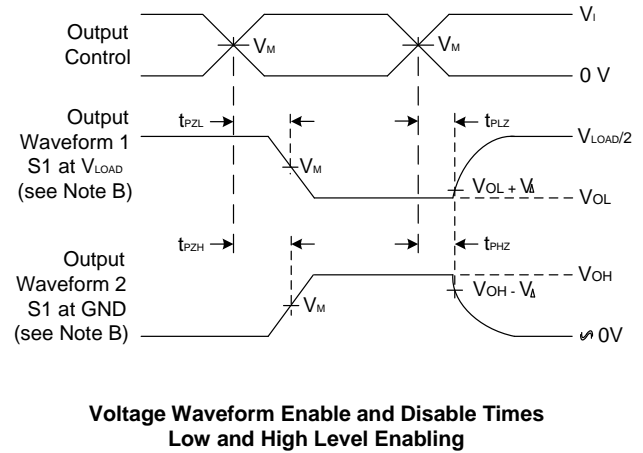 Output
Control
VM
VM
VI
0 V
Output
Waveform 1
S1 at VLOAD
(see Note B)
tPZL
tPLZ
VM
VLOAD/2
VOL + VΔ
VOL
Output
Waveform 2
S1 at GND
(see Note B)
tPZH
tPHZ
VM
VOH
VOH - VΔ
∽ 0V
Voltage Waveform Enable and Disable Times
Low and High Level Enabling